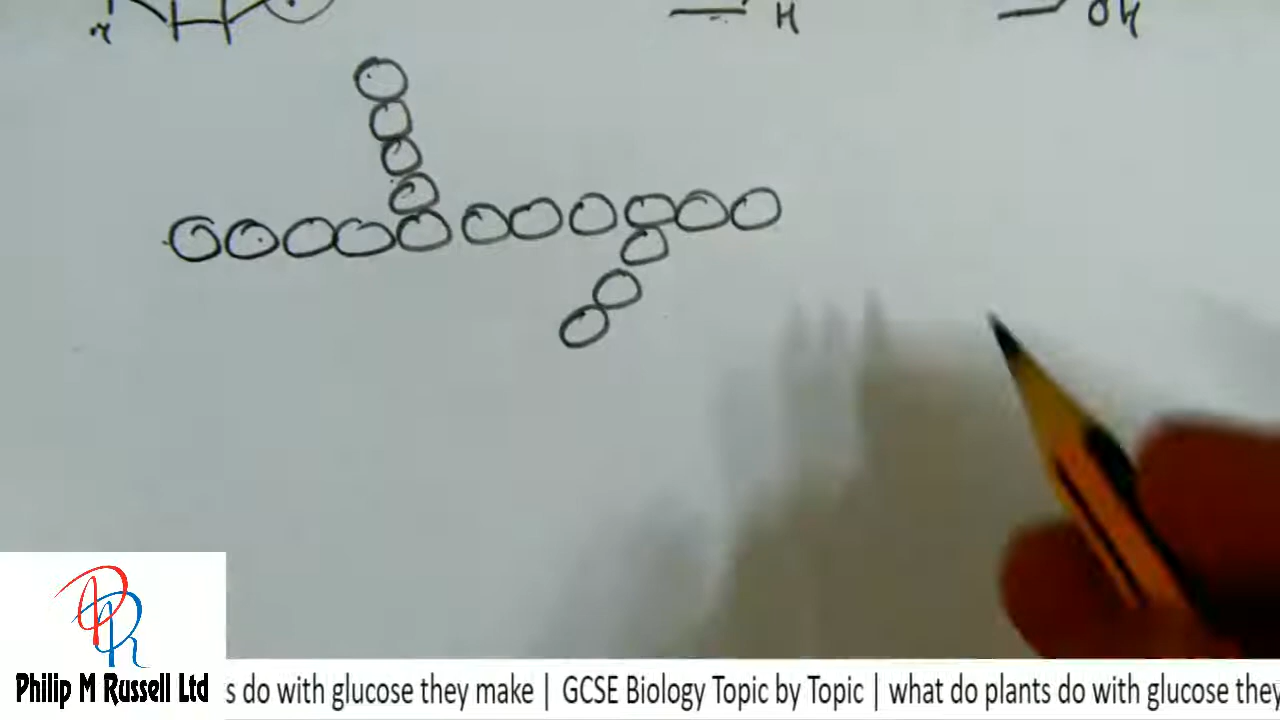 H
OH
Philip M Russell Ltd
s do with glucose they make | GCSE Biology Topic by Topic | what do plants do with glucose they